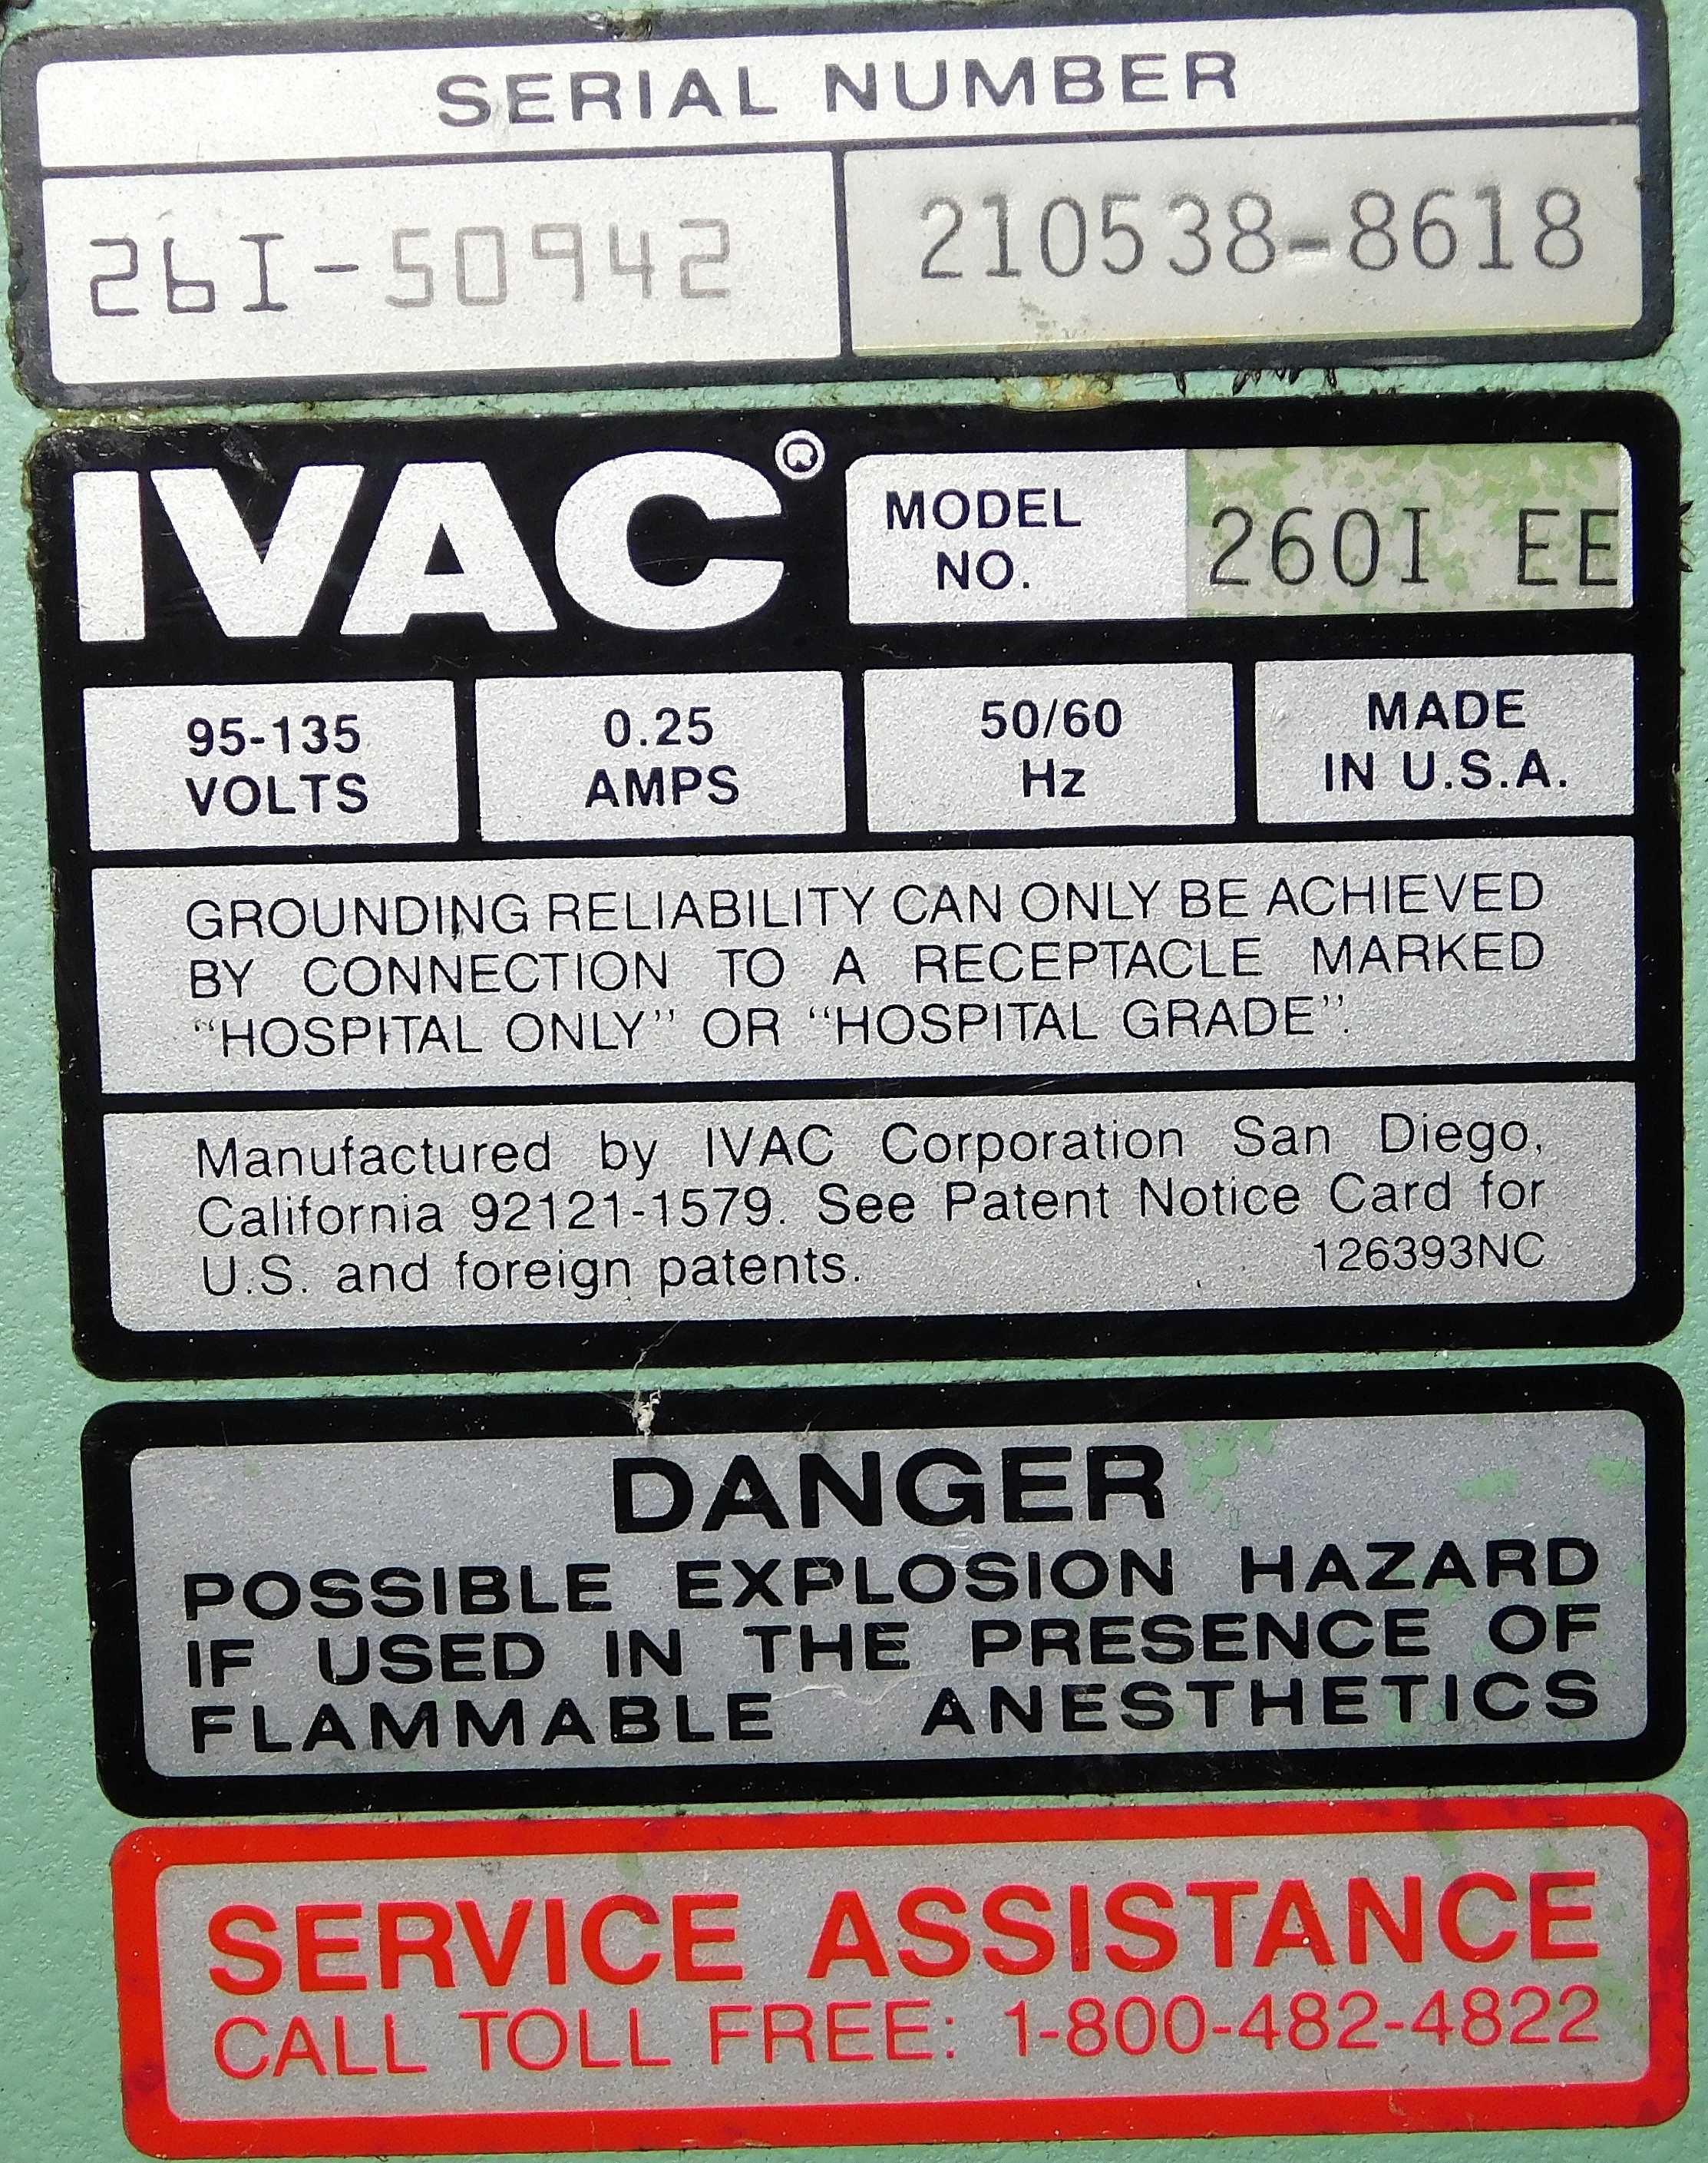 SERIAL NUMBER
26I-50942 210538-8618
IVAC® MODEL NO. 260I EE
95-135 VOLTS
0.25 AMPS
50/60 Hz
MADE IN U.S.A.
GROUNDING RELIABILITY CAN ONLY BE ACHIEVED
BY CONNECTION TO A RECEPTACLE MARKED
“HOSPITAL ONLY” OR “HOSPITAL GRADE”.
Manufactured by IVAC Corporation San Diego,
California 92121-1579. See Patent Notice Card for
U.S. and foreign patents. 126393NC
DANGER
POSSIBLE EXPLOSION HAZARD
IF USED IN THE PRESENCE OF
FLAMMABLE ANESTHETICS
SERVICE ASSISTANCE
CALL TOLL FREE: 1-800-482-4822